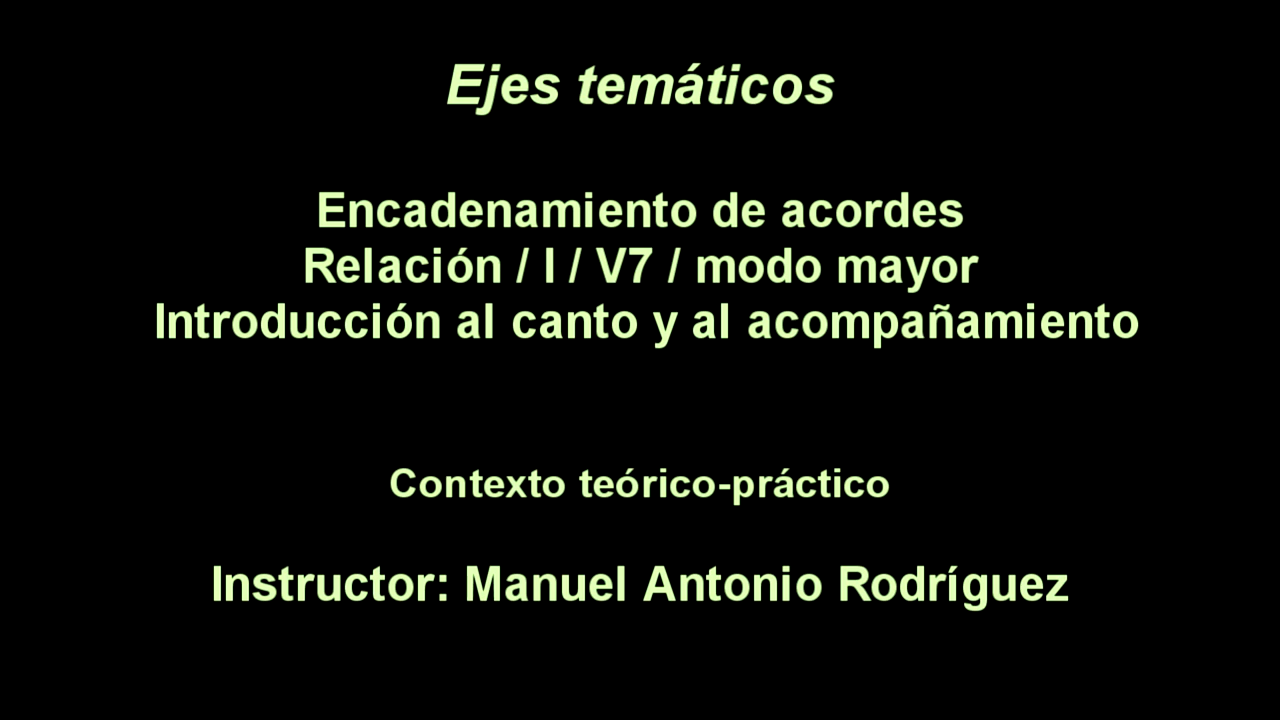 Ejes temáticos
Encadenamiento de acordes
Relación / I / V7 / modo mayor
Introducción al canto y al acompañamiento
Contexto teórico-práctico
Instructor: Manuel Antonio Rodríguez